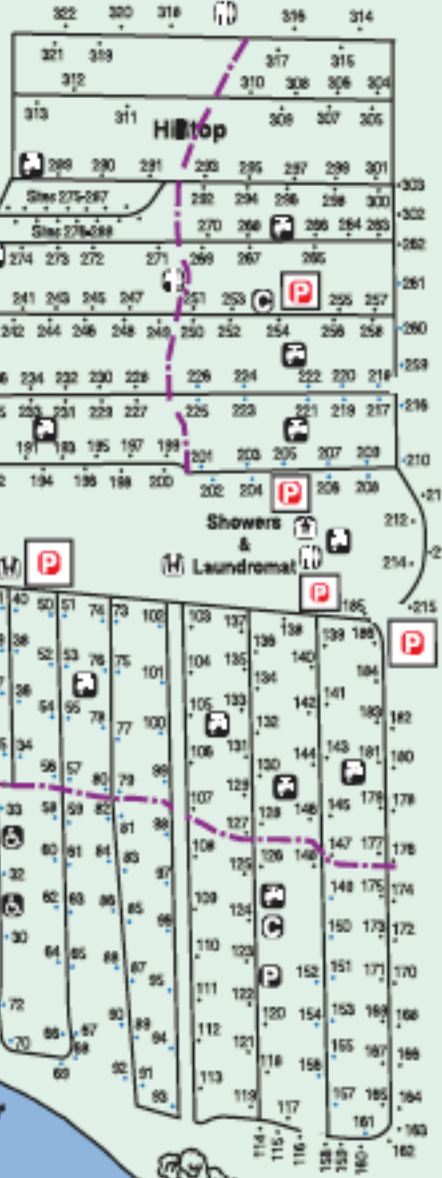 322 320 318 316 314
321 319 317 315
312 310 308 306 304
313 311 309 307 305
Hilltop
289 290 291 293 295 297 299 301
Sites 275-287 292 294 296 298 300 303
302
Sites 276-288 270 268 266 264 263
262
274 273 272 271 269 267 265
261
241 243 245 247 251 253 C P 255 257
242 244 246 248 249 250 252 254 256 258 260
259
234 232 230 228 226 224 222 220 218
233 231 229 227 225 223 221 219 217 216
191 193 195 197 199 201 203 205 207 209 210
194 196 198 200 202 204 P 206 208
Showers 212
&
Laundromat 214
P P 185 215
40 50 51 74 73 102 103 137 138 139 186 P
38 52 53 76 75 101 104 135 136 140 184
36 54 55 78 77 100 105 133 134 142 141 183 182
34 106 131 132 144 143 181 180
56 57 80 79 99 107 129 130 146 145 179 178
33 58 59 82 81 98 127 128 147 177 176
60 61 84 83 108 125 126 148
32 62 63 86 85 97 109 124 149 175 174
30 96 C 150 173 172
64 65 88 87 95 110 123 P 152 151 171 170
72 111 122 120 154 153 169 168
70 66 67 90 89 94 112 121 155 167 166
68 69 92 91 93 113 119 118 156 157 165 164
117 161 163
114 115 116 158 159 160 162